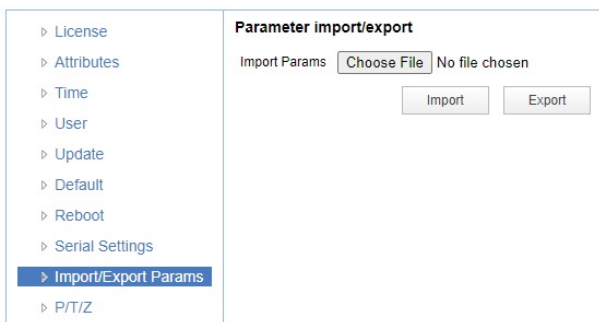 License
Attributes
Time
User
Update
Default
Reboot
Serial Settings
Import/Export Params
P/T/Z
Parameter import/export
Import Params Choose File No file chosen
Import Export